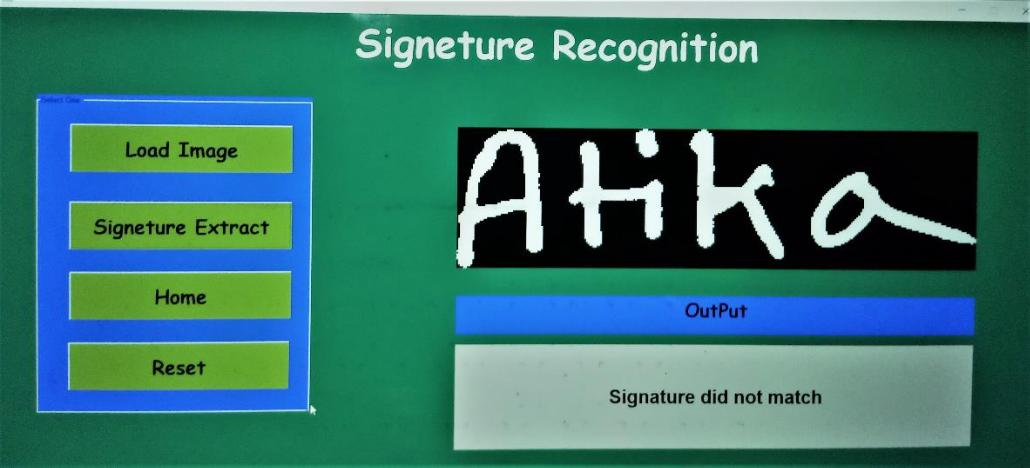 Signeture Recognition
Select One
Load Image
Signeture Extract
Home
Reset
Atika
OutPut
Signature did not match